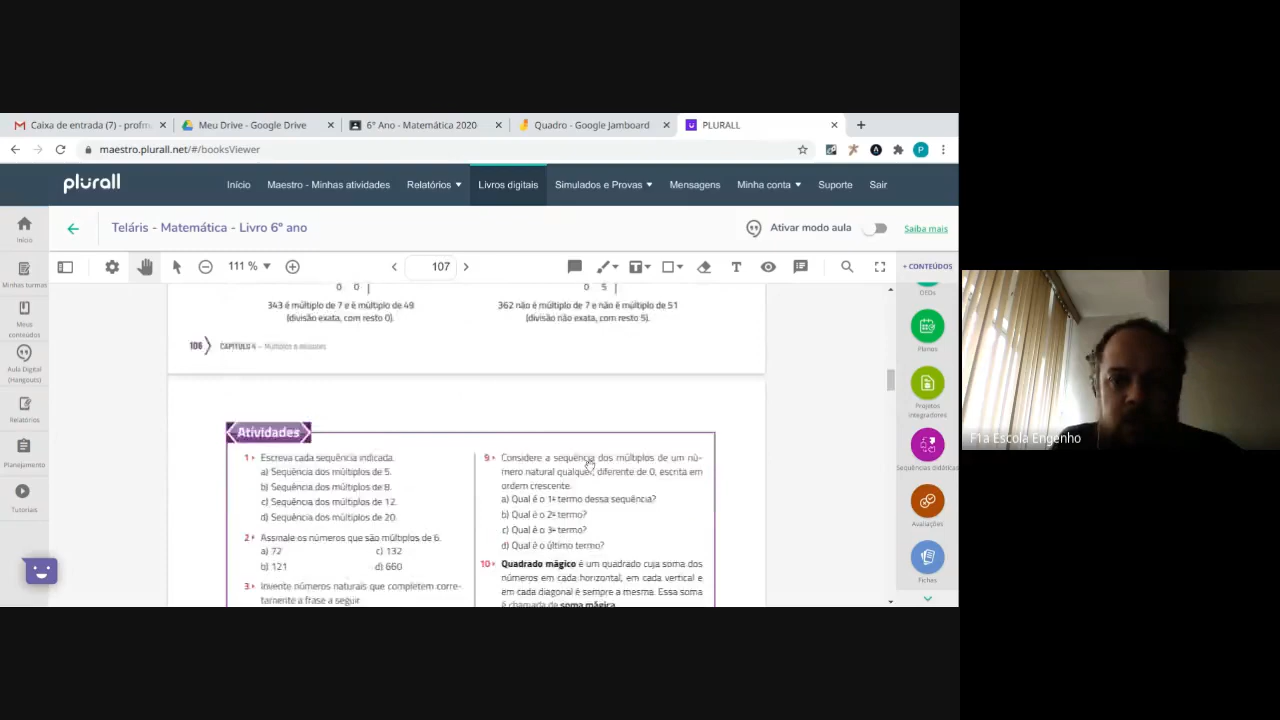 Caixa de entrada (7) - profm
Meu Drive - Google Drive
6º Ano - Matemática 2020
Quadro - Google Jamboard
PLURALL
maestro.plurall.net/#/booksViewer
plurall
Início
Maestro - Minhas atividades
Relatórios
Livros digitais
Simulados e Provas
Mensagens
Minha conta
Suporte
Sair
Teláris - Matemática - Livro 6º ano
Ativar modo aula
Saiba mais
111 %
107
+ CONTEÚDOS
Início
Minhas turmas
Meus
conteúdos
Aula Digital
(Hangouts)
Relatórios
Planejamento
Tutoriais
0 0
343 é múltiplo de 7 e é múltiplo de 49
(divisão exata, com resto 0).
0 5
362 não é múltiplo de 7 e não é múltiplo de 51
(divisão não exata, com resto 5).
106
CAPÍTULO 4 – Múltiplos e divisores
Atividades
1 Escreva cada sequência indicada.
a) Sequência dos múltiplos de 5.
b) Sequência dos múltiplos de 8.
c) Sequência dos múltiplos de 12.
d) Sequência dos múltiplos de 20
2 Assinale os números que são múltiplos de 6.
a) 72
c) 132
b) 121
d) 660
3 Invente números naturais que completem corre-
tamente a frase a seguir
9 Considere a sequência dos múltiplos de um nú-
mero natural qualquer, diferente de 0, escrita em
ordem crescente.
a) Qual é o 1º termo dessa sequência?
b) Qual é o 2º termo?
c) Qual é o 3º termo?
d) Qual é o último termo?
10 Quadrado mágico é um quadrado cuja soma dos
números em cada horizontal, em cada vertical e
em cada diagonal é sempre a mesma. Essa soma
é chamada de soma mágica
OEDs
Planos
Projetos
Integradores
Sequências didáticas
Avaliações
Fichas
F1a Escola Engenho